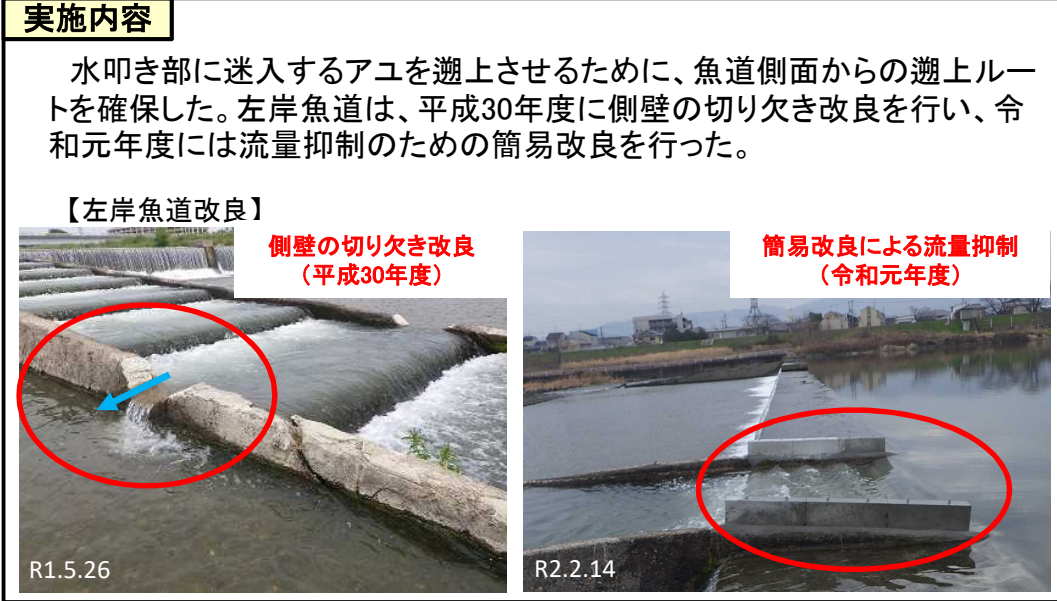 実施内容
水叩き部に迷入するアユを遡上させるために、魚道側面からの遡上ルー
トを確保した。左岸魚道は、平成30年度に側壁の切り欠き改良を行い、令
和元年度には流量抑制のための簡易改良を行った。
【左岸魚道改良】
側壁の切り欠き改良
（平成30年度）
R1.5.26
簡易改良による流量抑制
（令和元年度）
R2.2.14